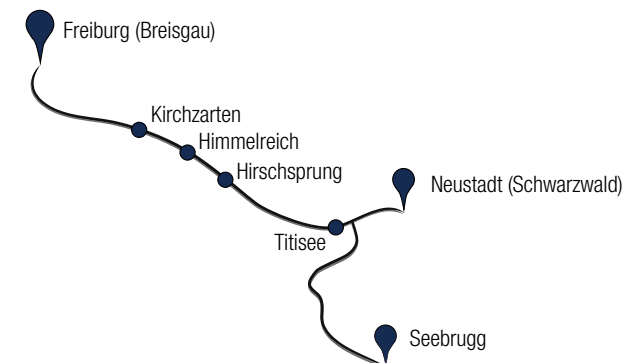 Freiburg (Breisgau)
Kirchzarten
Himmelreich
Hirschsprung
Neustadt (Schwarzwald)
Titisee
Seebrugg